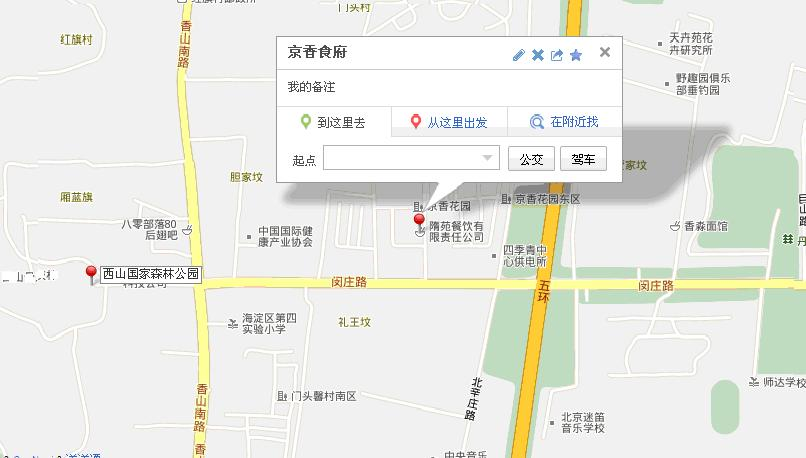 门头村
红旗村
香山南路
天卉苑花
卉研究所
京香食府
我的备注
野趣园俱乐
部垂钓园
到这里去
从这里出发
在附近找
起点
公交
驾车
胆家坟
厢蓝旗
京香花园
京香花园东区
八零部落80
后翅吧
中国国际健
康产业协会
隋苑餐饮有
限责任公司
香淼面馆
四季青中
心供电所
西山国家森林公园
闵庄路
五环
闵庄路
海淀区第四
实验小学
礼王坟
师达学校
北辛庄路
门头馨村南区
香山南路
北京迷笛
音乐学校
中央音乐